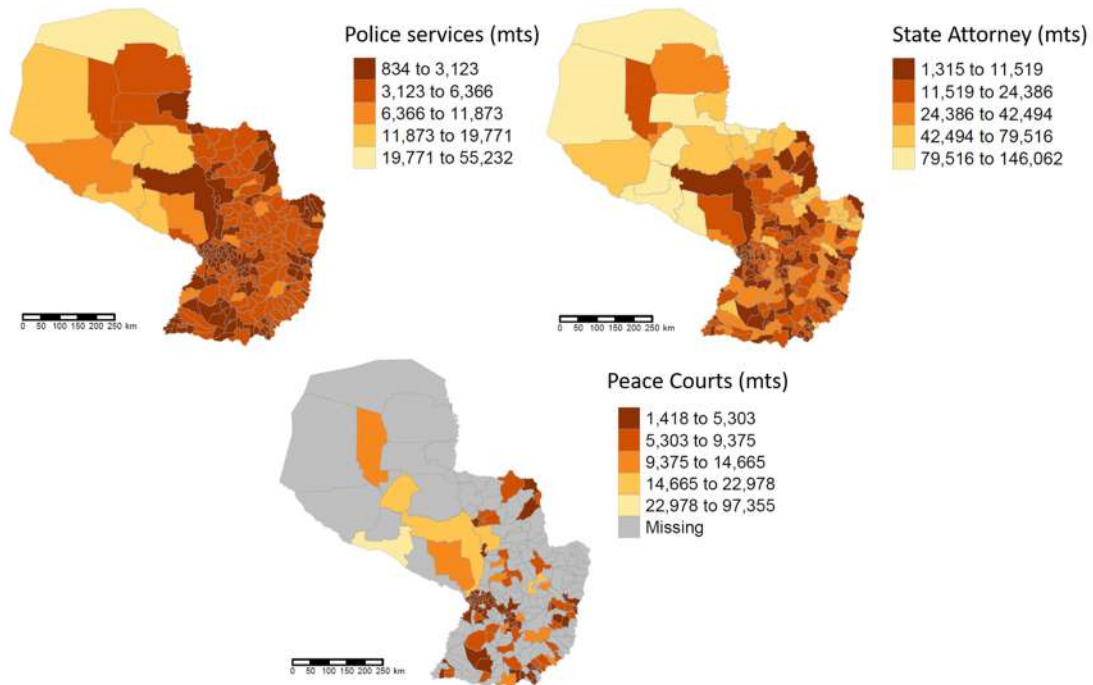 Police services (mts)
834 to 3,123
3,123 to 6,366
6,366 to 11,873
11,873 to 19,771
19,771 to 55,232
0 50 100 150 200 250 km
State Attorney (mts)
1,315 to 11,519
11,519 to 24,386
24,386 to 42,494
42,494 to 79,516
79,516 to 146,062
0 50 100 150 200 250 km
Peace Courts (mts)
1,418 to 5,303
5,303 to 9,375
9,375 to 14,665
14,665 to 22,978
22,978 to 97,355
Missing
0 50 100 150 200 250 km